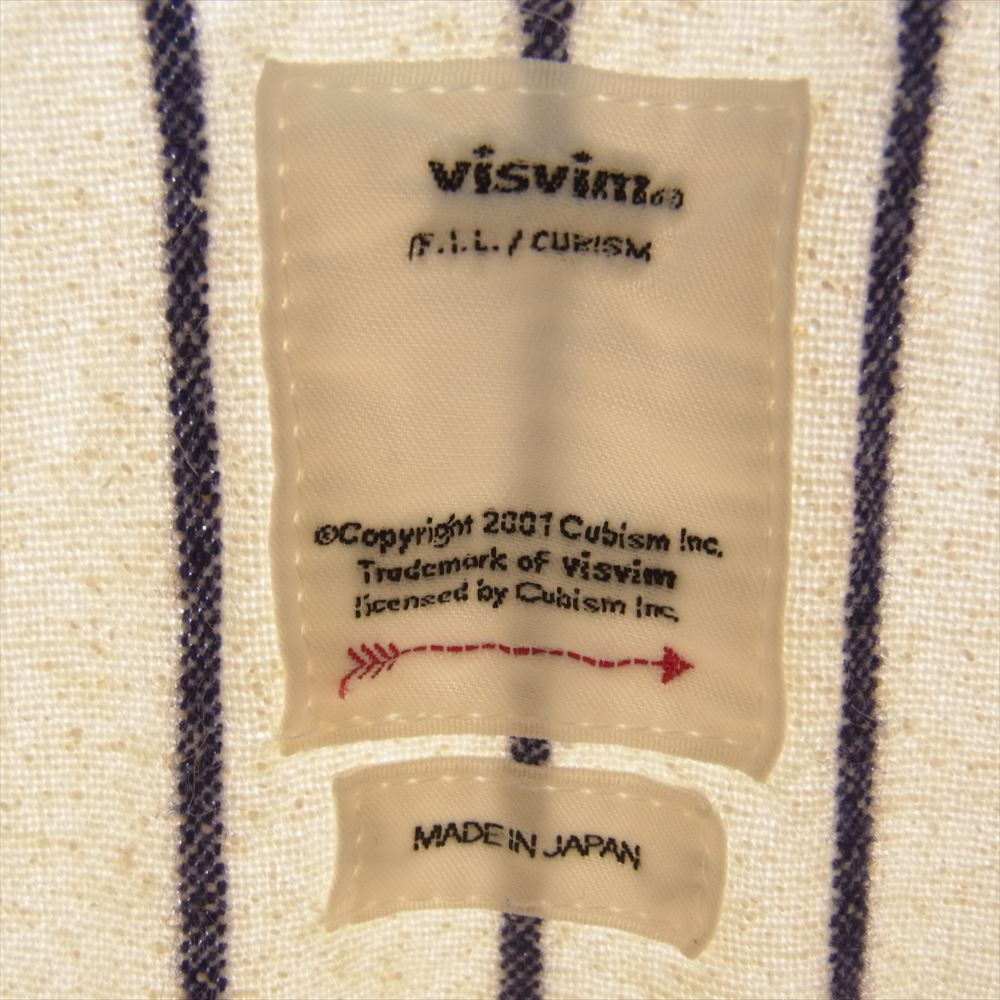 visvim®
F.I.L. / CUBISM
©Copyright 2001 Cubism Inc.
Trademark of visvim
licensed by Cubism Inc.
MADE IN JAPAN